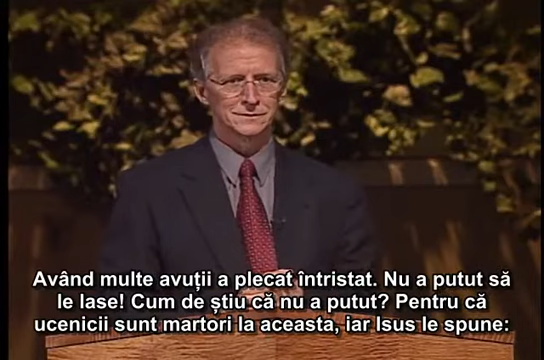 Având multe avuții a plecat întristat. Nu a putut să
le lase! Cum de știu că nu a putut? Pentru că
ucenicii sunt martori la aceasta, iar Isus le spune: